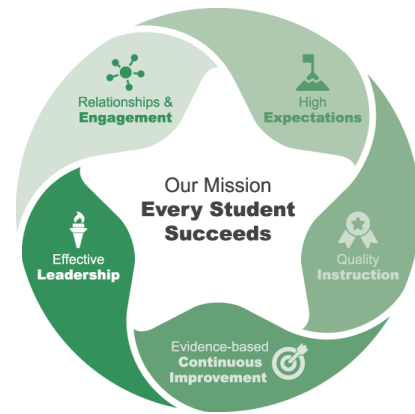 Our Mission
Every Student
Succeeds
Relationships &
Engagement
High
Expectations
Quality
Instruction
Evidence-based
Continuous
Improvement
Effective
Leadership